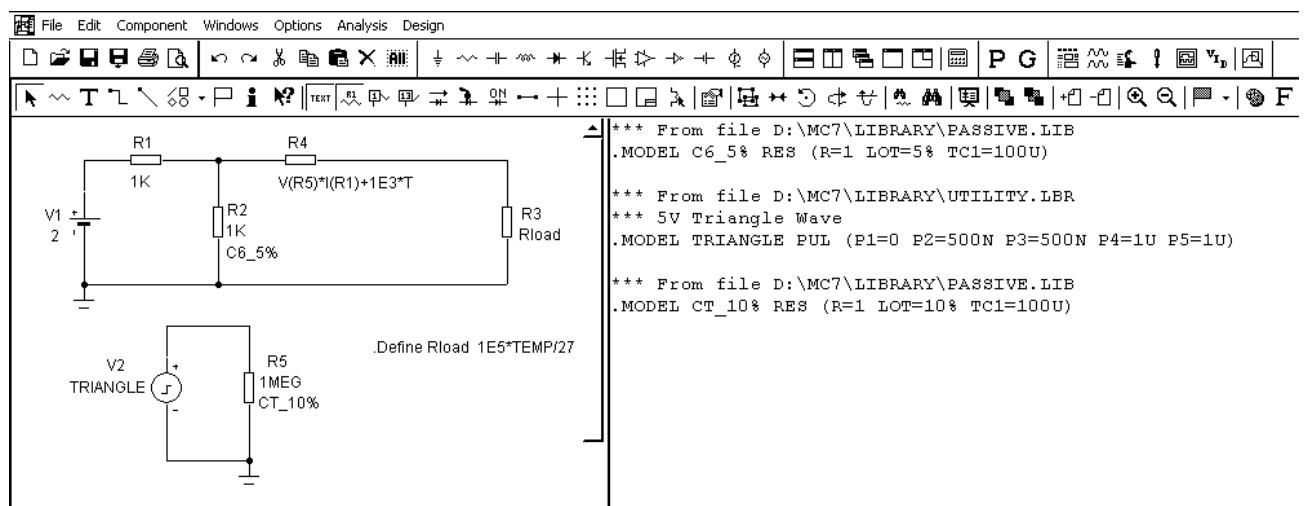 File Edit Component Windows Options Analysis Design
P G
T TEXT R1 ON F
R1
1K
R4
V(R5)*I(R1)+1E3*T
V1
2
R2
1K
C6_5%
R3
Rload
V2
TRIANGLE
R5
1MEG
CT_10%
.Define Rload 1E5*TEMP/27
*** From file D:\MC7\LIBRARY\PASSIVE.LIB
.MODEL C6_5% RES (R=1 LOT=5% TC1=100U)
*** From file D:\MC7\LIBRARY\UTILITY.LBR
*** 5V Triangle Wave
.MODEL TRIANGLE PUL (P1=0 P2=500N P3=500N P4=1U P5=1U)
*** From file D:\MC7\LIBRARY\PASSIVE.LIB
.MODEL CT_10% RES (R=1 LOT=10% TC1=100U)